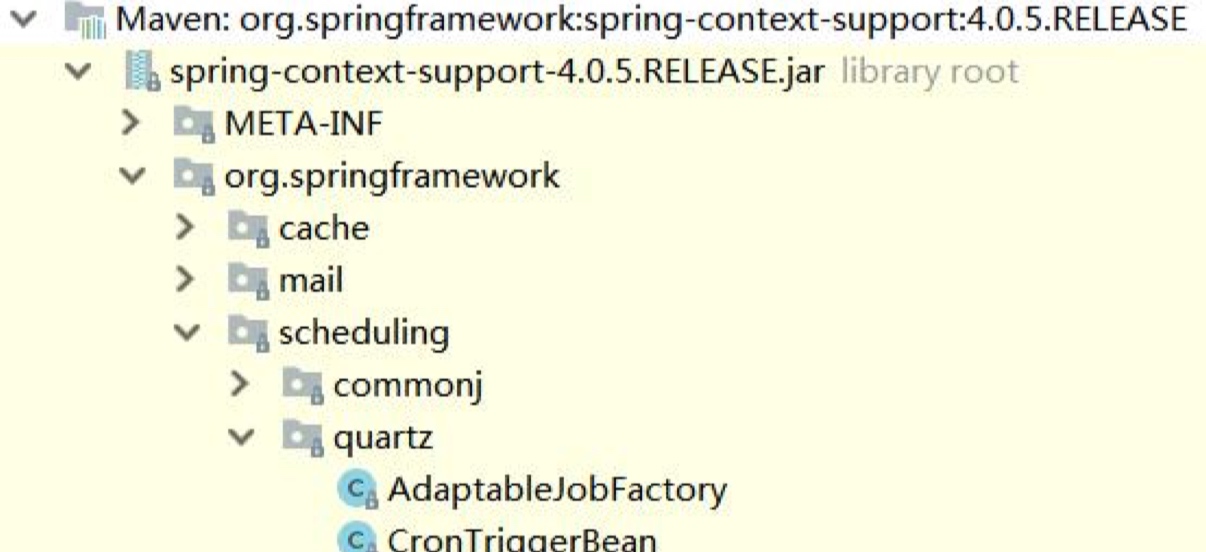 Maven: org.springframework:spring-context-support:4.0.5.RELEASE
spring-context-support-4.0.5.RELEASE.jar library root
META-INF
org.springframework
cache
mail
scheduling
commonj
quartz
AdaptableJobFactory
CronTriggerBean